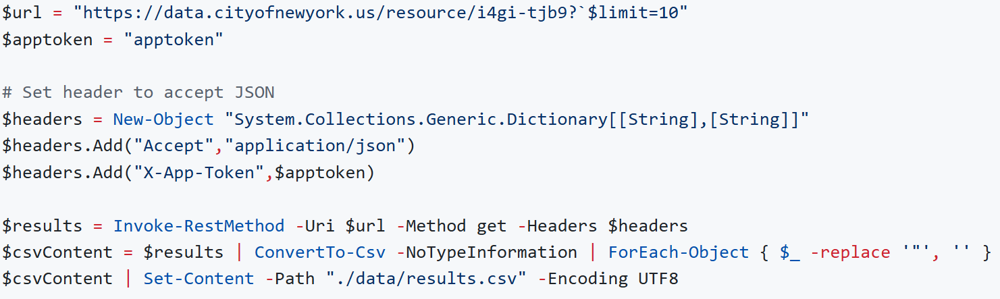 $url = "https://data.cityofnewyork.us/resource/i4gi-tjb9?`$limit=10"
$apptoken = "apptoken"
# Set header to accept JSON
$headers = New-Object "System.Collections.Generic.Dictionary[[String],[String]]"
$headers.Add("Accept","application/json")
$headers.Add("X-App-Token",$apptoken)
$results = Invoke-RestMethod -Uri $url -Method get -Headers $headers
$csvContent = $results | ConvertTo-Csv -NoTypeInformation | ForEach-Object { $_ -replace '"', '' }
$csvContent | Set-Content -Path "./data/results.csv" -Encoding UTF8